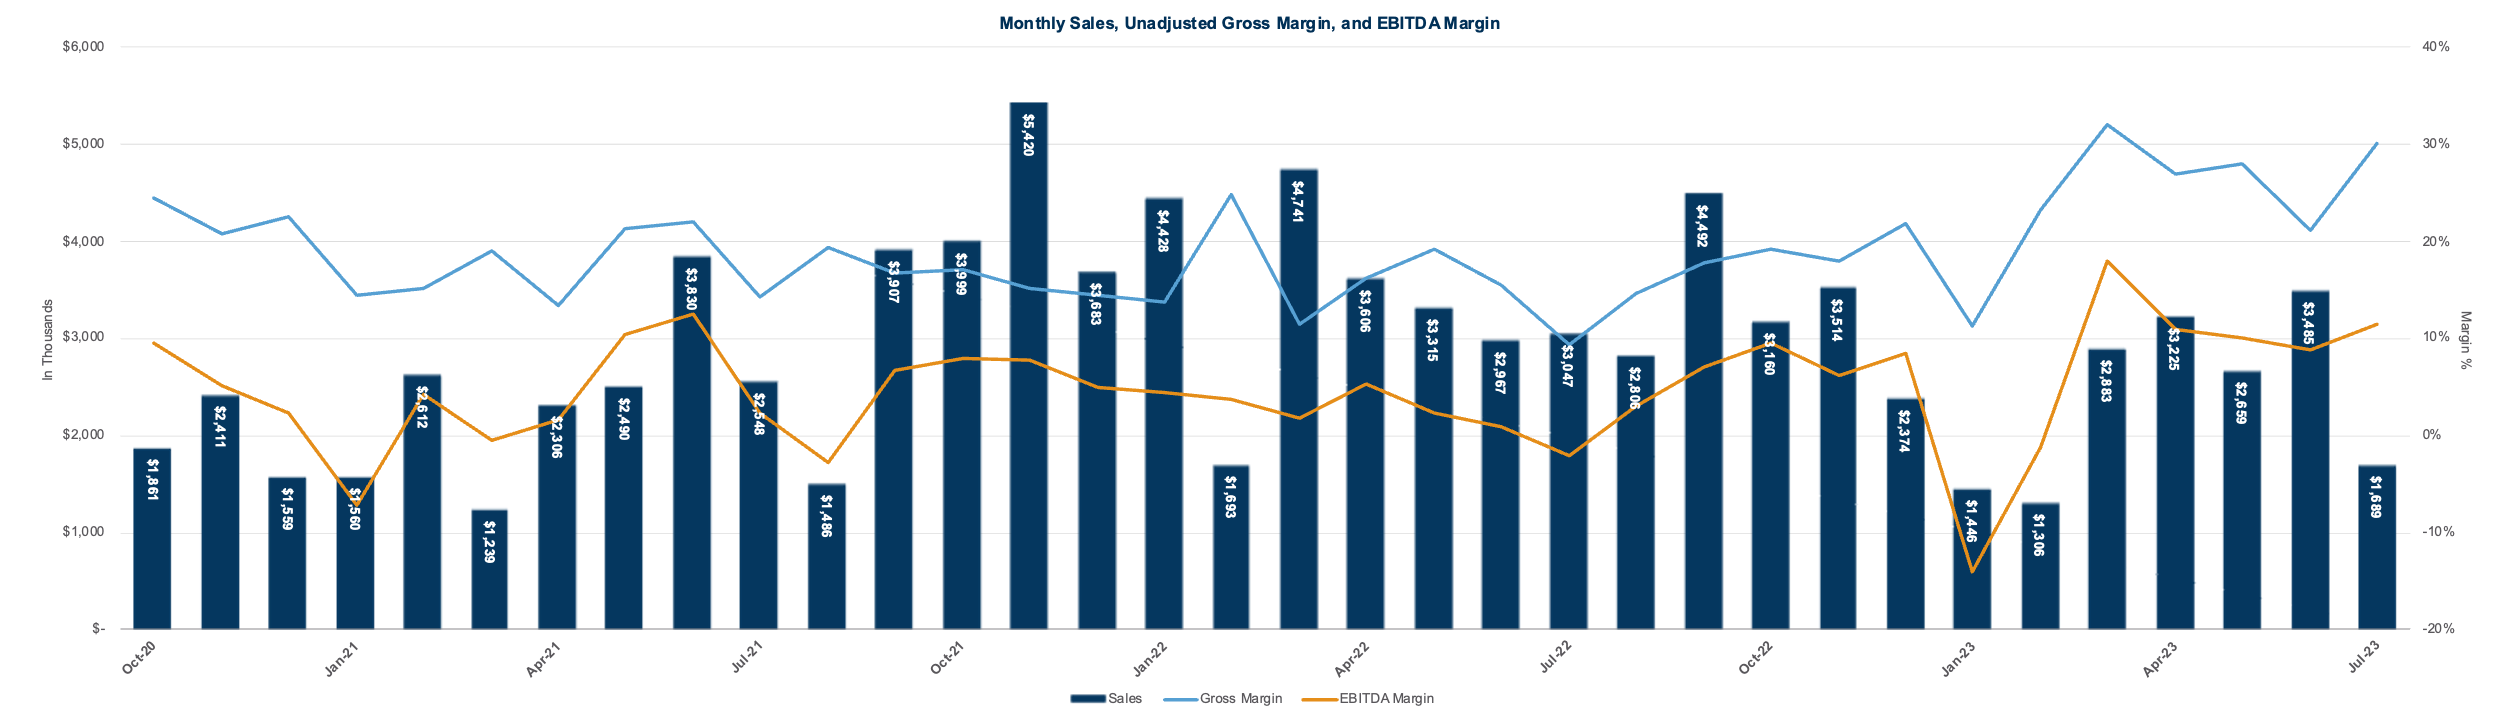 Monthly Sales, Unadjusted Gross Margin, and EBITDA Margin
$6,000
$5,000
$4,000
$3,000
$2,000
$1,000
$-
In Thousands
40%
30%
20%
10%
0%
-10%
-20%
Margin %
$1,861
$2,411
$1,559
$1,560
$2,612
$1,239
$2,306
$2,490
$3,830
$2,548
$1,486
$3,907
$3,999
$5,420
$3,683
$4,428
$1,693
$4,741
$3,606
$3,315
$2,967
$3,047
$2,806
$4,492
$3,160
$3,514
$2,374
$1,446
$1,306
$2,883
$3,225
$2,659
$3,485
$1,689
Oct-20
Jan-21
Apr-21
Jul-21
Oct-21
Jan-22
Apr-22
Jul-22
Oct-22
Jan-23
Apr-23
Jul-23
Sales
Gross Margin
EBITDA Margin